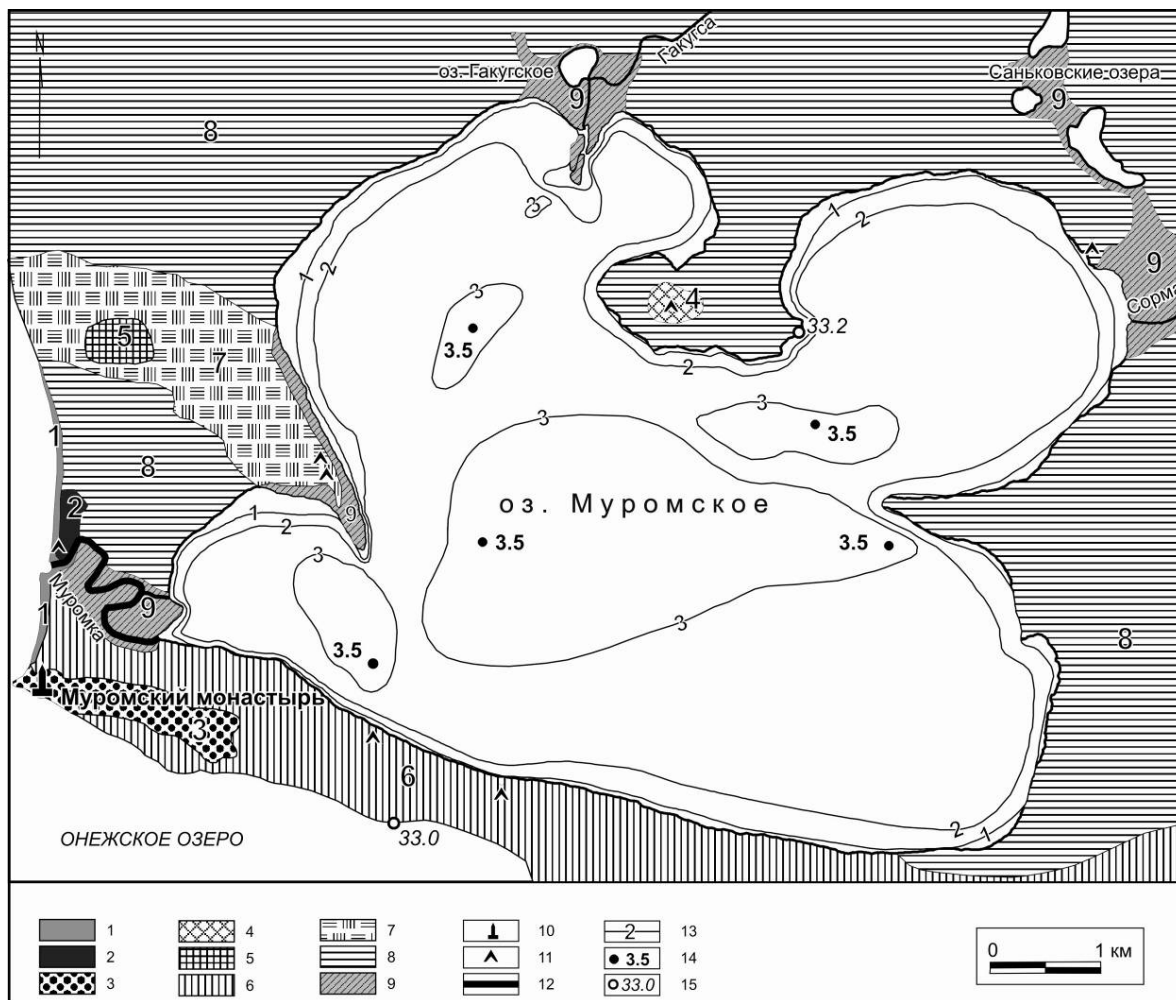 N
оз. Гакугское
Гакугса
Саньковские озера
9
9
8
3
1
2
1
2
4
33.2
9
Сорма
5
7
3
3.5
2
3
3.5
1
8
2
9
оз. Муромское
3.5
3.5
1
2
3
3
3.5
Муромка
9
1
8
Муромский монастырь
3
6
33.0
2
1
ОНЕЖСКОЕ ОЗЕРО
1 4 7 10 2 13
2 5 8 11 3.5 14
3 6 9 12 33.0 15
0 1 км